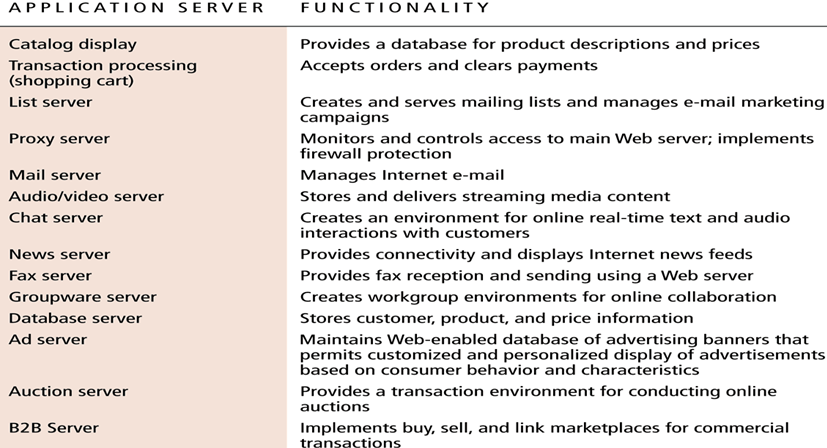 APPLICATION SERVER FUNCTIONALITY
Catalog display Provides a database for product descriptions and prices
Transaction processing Accepts orders and clears payments
(shopping cart)
List server Creates and serves mailing lists and manages e-mail marketing
campaigns
Proxy server Monitors and controls access to main Web server; implements
firewall protection
Mail server Manages Internet e-mail
Audio/video server Stores and delivers streaming media content
Chat server Creates an environment for online real-time text and audio
interactions with customers
News server Provides connectivity and displays Internet news feeds
Fax server Provides fax reception and sending using a Web server
Groupware server Creates workgroup environments for online collaboration
Database server Stores customer, product, and price information
Ad server Maintains Web-enabled database of advertising banners that
permits customized and personalized display of advertisements
based on consumer behavior and characteristics
Auction server Provides a transaction environment for conducting online
auctions
B2B Server Implements buy, sell, and link marketplaces for commercial
transactions